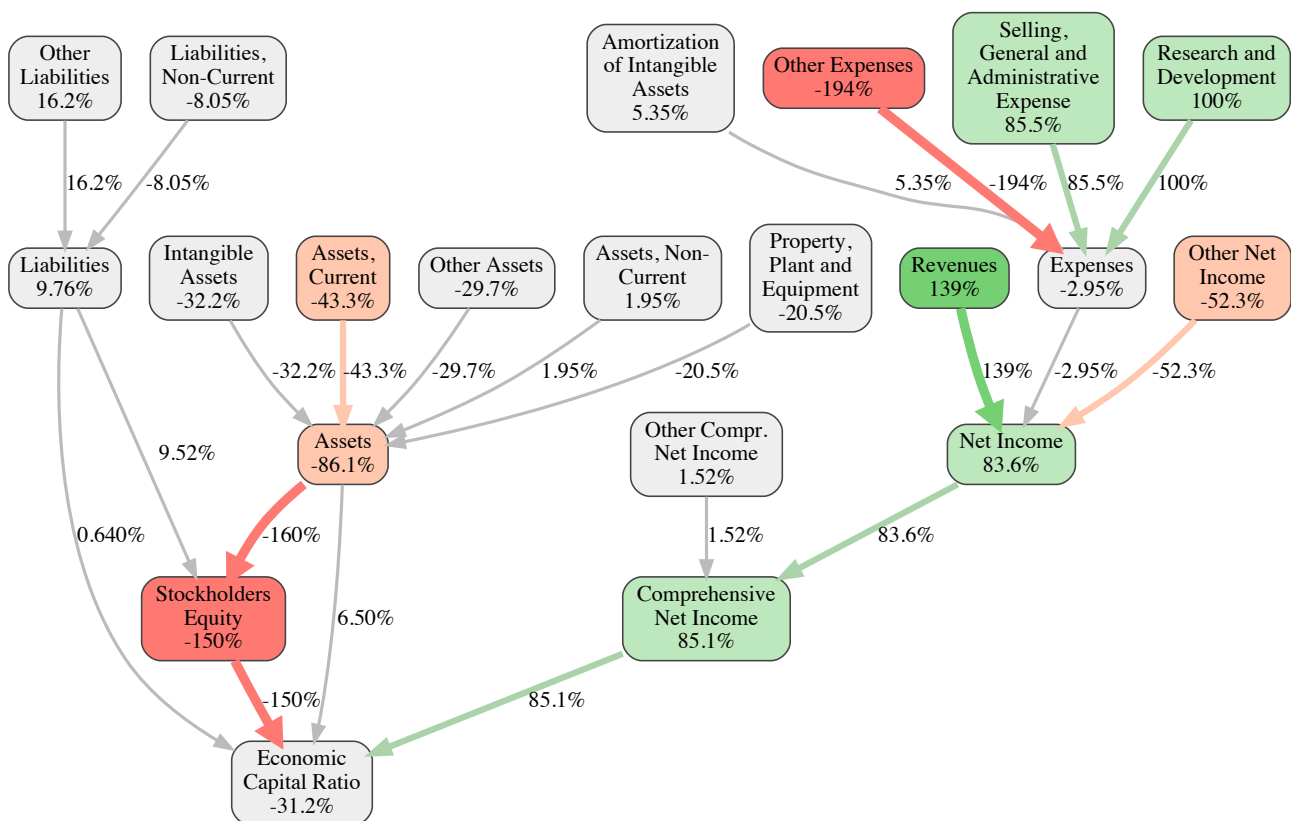 Other
Liabilities
16.2%
Liabilities,
Non-Current
-8.05%
Amortization
of Intangible
Assets
5.35%
Other Expenses
-194%
Selling,
General and
Administrative
Expense
85.5%
Research and
Development
100%
16.2%
-8.05%
5.35%
-194%
85.5%
100%
Liabilities
9.76%
Intangible
Assets
-32.2%
Assets,
Current
-43.3%
Other Assets
-29.7%
Assets, Non-
Current
1.95%
Property,
Plant and
Equipment
-20.5%
Revenues
139%
Expenses
-2.95%
Other Net
Income
-52.3%
-32.2%
-43.3%
-29.7%
1.95%
-20.5%
139%
-2.95%
-52.3%
9.52%
Assets
-86.1%
Other Compr.
Net Income
1.52%
Net Income
83.6%
0.640%
-160%
1.52%
83.6%
Stockholders
Equity
-150%
6.50%
Comprehensive
Net Income
85.1%
-150%
85.1%
Economic
Capital Ratio
-31.2%